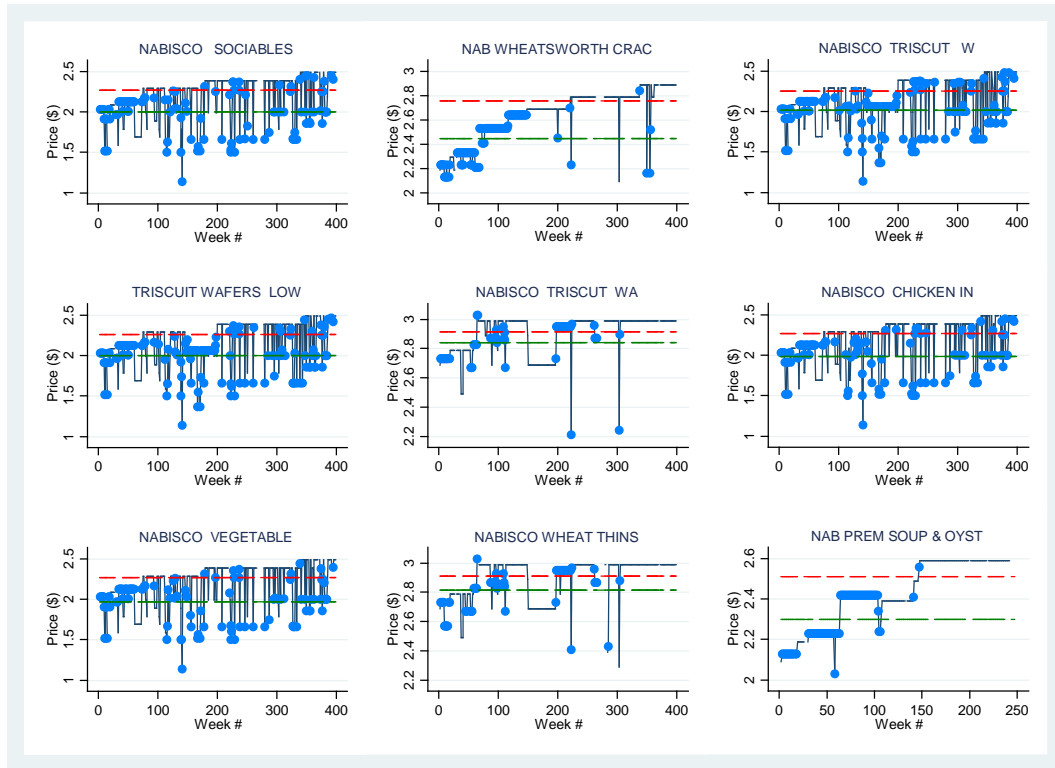 NABISCO SOCIABLES
Price ($)
2.5
2
1.5
1
0 100 200 300 400
Week #
NAB WHEATSWORTH CRAC
Price ($)
3
2.8
2.6
2.4
2.2
2
0 100 200 300 400
Week #
NABISCO TRISCUT W
Price ($)
2.5
2
1.5
1
0 100 200 300 400
Week #
TRISCUIT WAFERS LOW
Price ($)
2.5
2
1.5
1
0 100 200 300 400
Week #
NABISCO TRISCUT WA
Price ($)
3
2.8
2.6
2.4
2.2
0 100 200 300 400
Week #
NABISCO CHICKEN IN
Price ($)
2.5
2
1.5
1
0 100 200 300 400
Week #
NABISCO VEGETABLE
Price ($)
2.5
2
1.5
1
0 100 200 300 400
Week #
NABISCO WHEAT THINS
Price ($)
3
2.8
2.6
2.4
2.2
0 100 200 300 400
Week #
NAB PREM SOUP & OYST
Price ($)
2.6
2.4
2.2
2
0 50 100 150 200 250
Week #